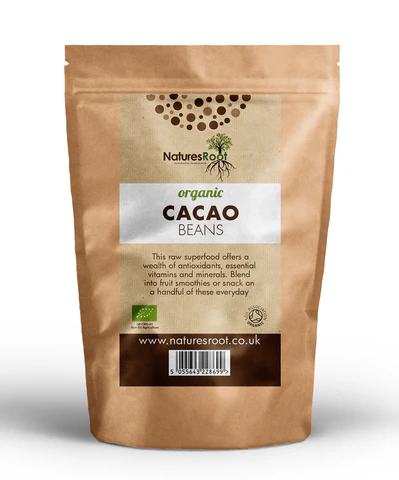 NaturesRoot
organic
CACAO
BEANS
This raw superfood offers a
wealth of antioxidants, essential
vitamins and minerals. Blend
into fruit smoothies or snack on
a handful of these everyday
ORGANIC
www.naturesroot.co.uk
5 055643 228699 >